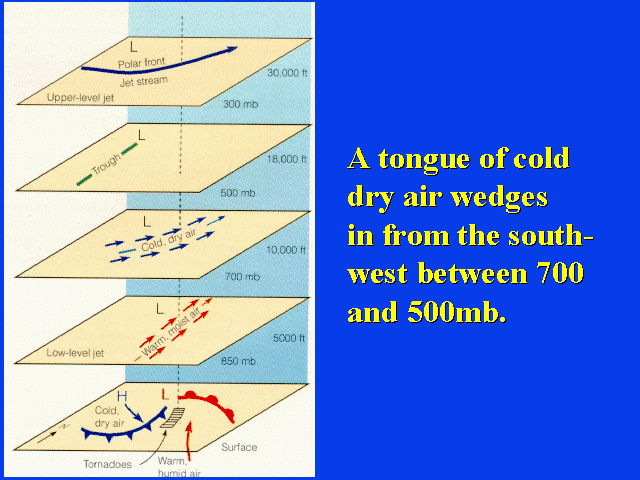 L
Polar front
Jet stream
30,000 ft
Upper-level jet
300 mb
L
Trough
18,000 ft
500 mb
L
Cold, dry air
10,000 ft
700 mb
L
Warm, moist air
5000 ft
Low-level jet
850 mb
H
L
Cold,
dry air
N
Surface
Tornadoes
Warm,
humid air
A tongue of cold
dry air wedges
in from the south-
west between 700
and 500mb.